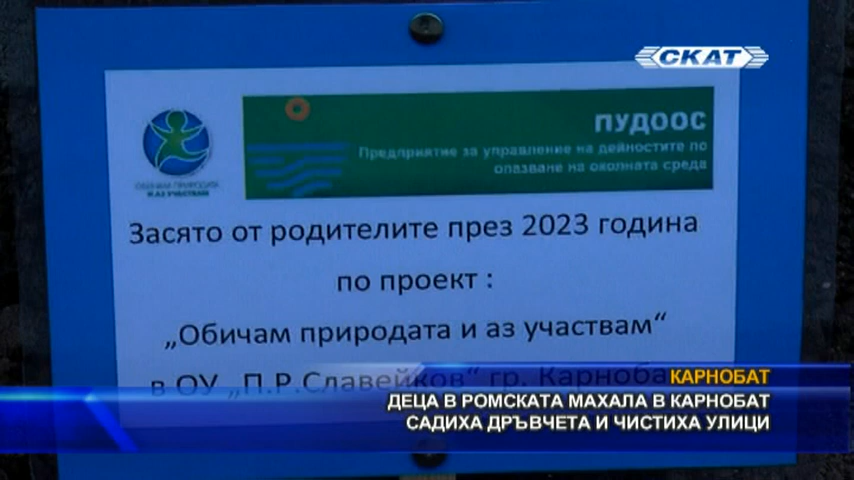 СКАТ
ПУДООС
Предприятие за управление на дейностите по
опазване на околната среда
ОБИЧАМ ПРИРОДАТА
И АЗ УЧАСТВАМ
Засято от родителите през 2023 година
по проект :
„Обичам природата и аз участвам“
в ОУ „П.Р.Славейков“ гр. Карнобат
КАРНОБАТ
ДЕЦА В РОМСКАТА МАХАЛА В КАРНОБАТ
САДИХА ДРЪВЧЕТА И ЧИСТИХА УЛИЦИ